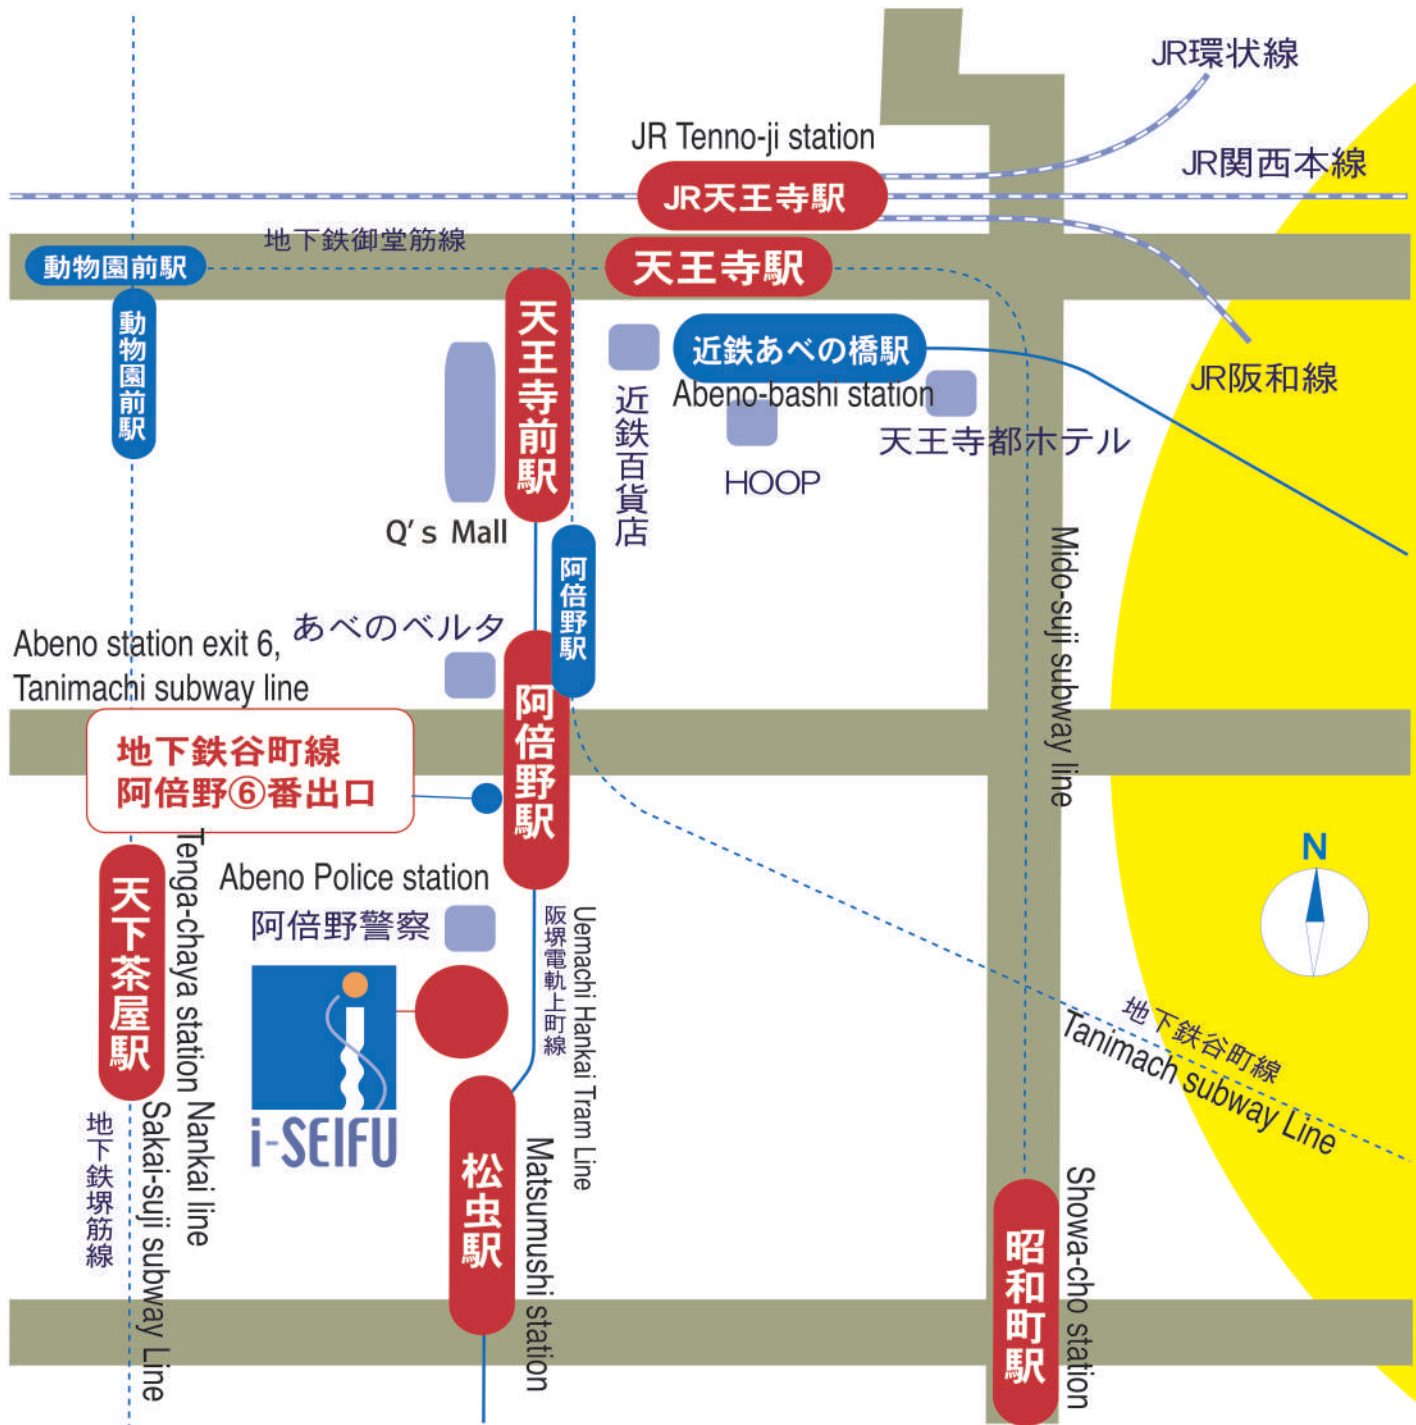 JR環状線
JR Tenno-ji station
JR関西本線
JR天王寺駅
地下鉄御堂筋線
動物園前駅
天王寺駅
動物園前駅
天王寺前駅
近鉄あべの橋駅
Abeno-bashi station
JR阪和線
近鉄百貨店
天王寺都ホテル
HOOP
Q's Mall
Mido-suji subway line
阿倍野駅
あべのベルタ
Abeno station exit 6,
Tanimachi subway line
阿倍野駅
地下鉄谷町線
阿倍野⑥番出口
N
Tenga-chaya station
天下茶屋駅
Abeno Police station
阿倍野警察
阪堺電軌上町線
Uemachi Hankai Tram Line
地下鉄谷町線
Tanimach subway Line
i-SEIFU
松虫駅
Matsumushi station
地下鉄堺筋線
Sakai-suji subway Line
Nankai line
昭和町駅
Showa-cho station